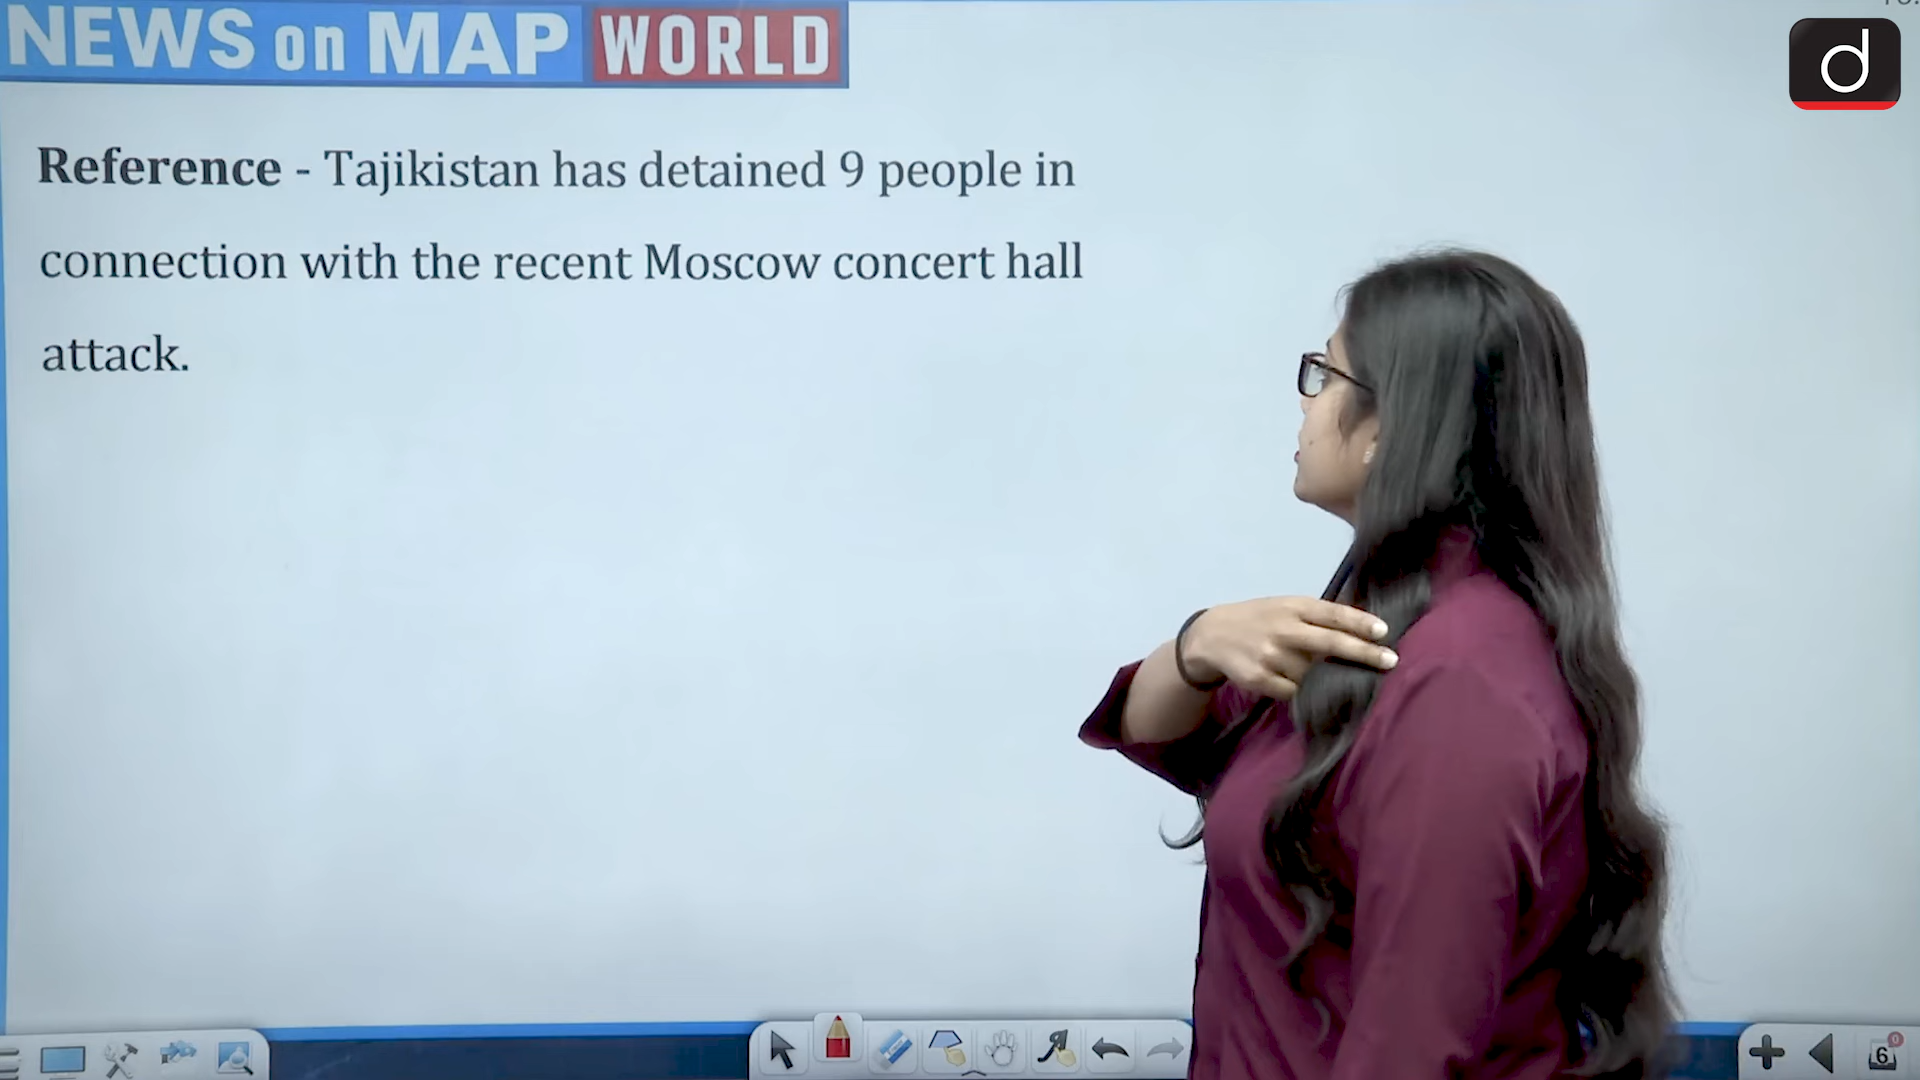 NEWS on MAP WORLD
d
Reference - Tajikistan has detained 9 people in
connection with the recent Moscow concert hall
attack.
6
0